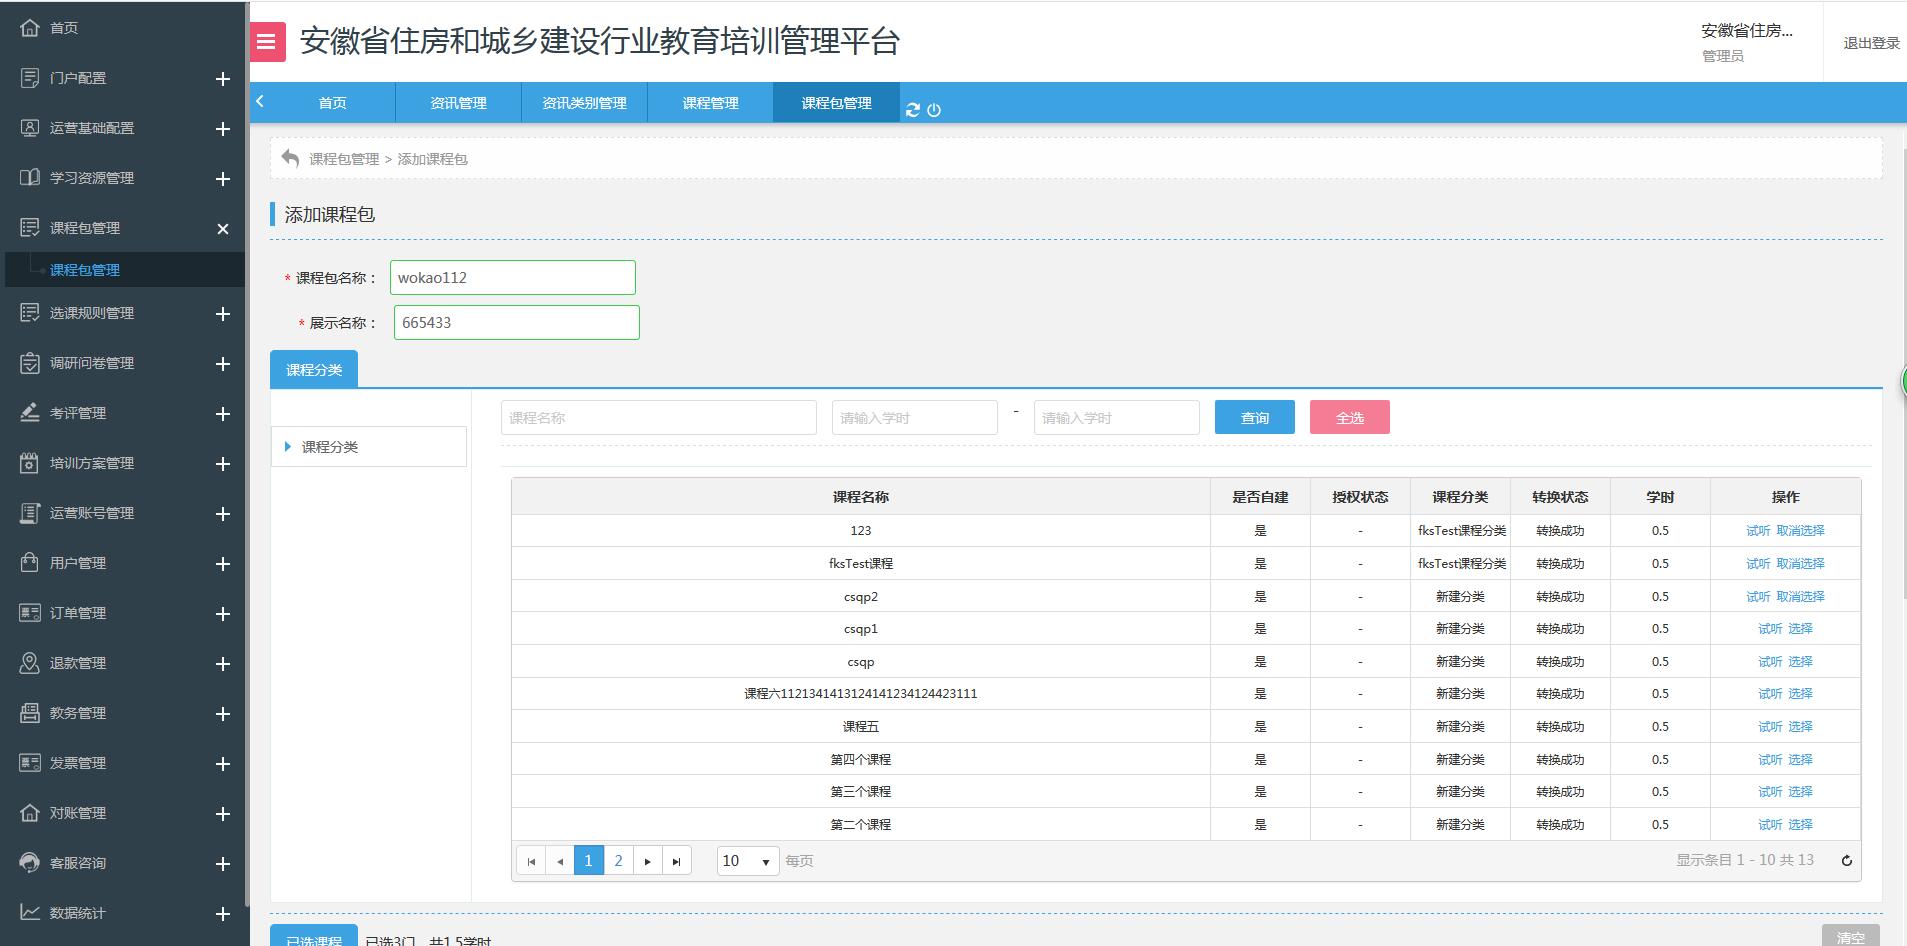 首页
门户配置
运营基础配置
学习资源管理
课程包管理
课程包管理
选课规则管理
调研问卷管理
考评管理
培训方案管理
运营账号管理
用户管理
订单管理
退款管理
教务管理
发票管理
对账管理
客服咨询
数据统计
安徽省住房和城乡建设行业教育培训管理平台
安徽省住房...
管理员
退出登录
首页 资讯管理 资讯类别管理 课程管理 课程包管理
课程包管理 > 添加课程包
添加课程包
* 课程包名称： wokao112
* 展示名称： 665433
课程分类
课程分类
课程名称 请输入学时 - 请输入学时 查询 全选
课程名称 是否自建 授权状态 课程分类 转换状态 学时 操作
123 是 - fksTest课程分类 转换成功 0.5 试听 取消选择
fksTest课程 是 - fksTest课程分类 转换成功 0.5 试听 取消选择
csqp2 是 - 新建分类 转换成功 0.5 试听 取消选择
csqp1 是 - 新建分类 转换成功 0.5 试听 选择
csqp 是 - 新建分类 转换成功 0.5 试听 选择
课程六1121341413124141234124423111 是 - 新建分类 转换成功 0.5 试听 选择
课程五 是 - 新建分类 转换成功 0.5 试听 选择
第四个课程 是 - 新建分类 转换成功 0.5 试听 选择
第三个课程 是 - 新建分类 转换成功 0.5 试听 选择
第二个课程 是 - 新建分类 转换成功 0.5 试听 选择
1 2 10 每页 显示条目 1 - 10 共 13
已选课程 已选3门，共1.5学时 清空